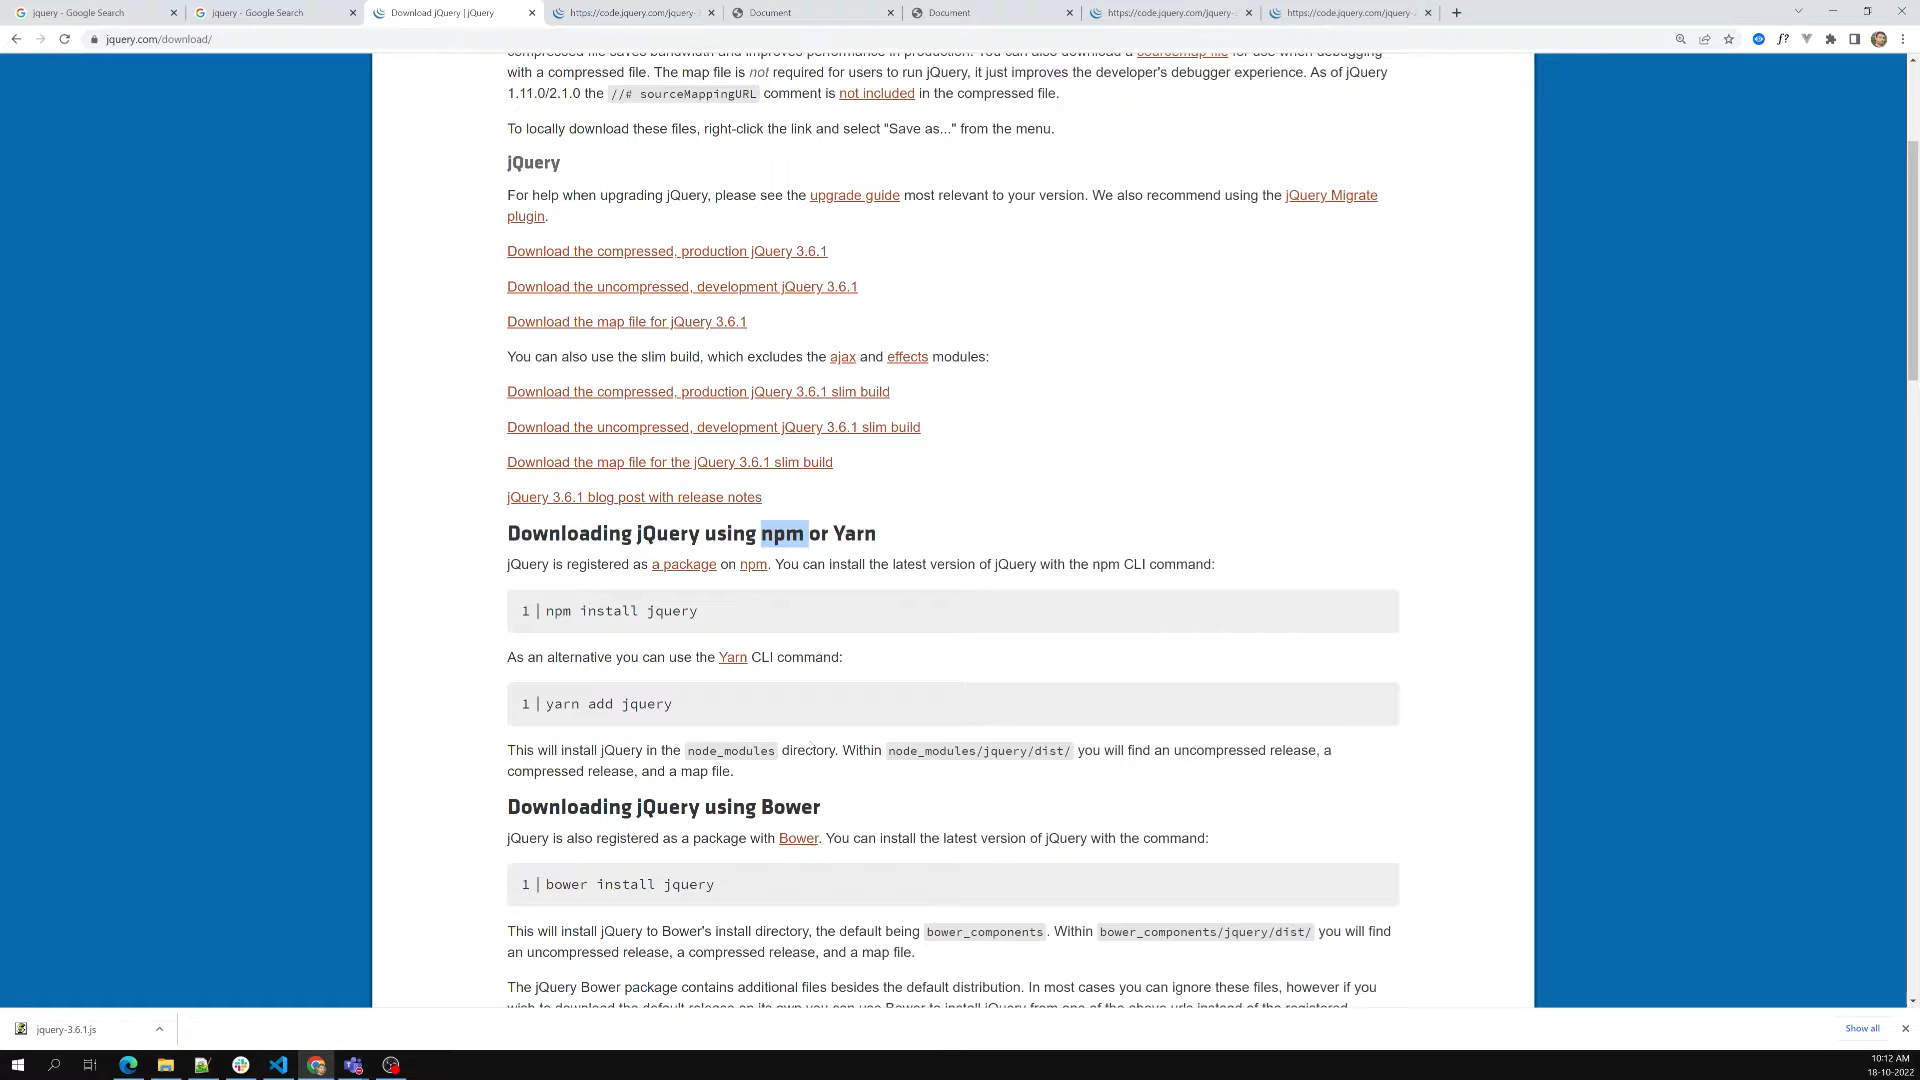 jquery - Google Search
jquery - Google Search
Download jQuery | jQuery
https://code.jquery.com/jquery-
Document
Document
https://code.jquery.com/jquery-
https://code.jquery.com/jquery-
jquery.com/download/
f?
with a compressed file. The map file is not required for users to run jQuery, it just improves the developer's debugger experience. As of jQuery
1.11.0/2.1.0 the //# sourceMappingURL comment is not included in the compressed file.
To locally download these files, right-click the link and select "Save as..." from the menu.
jQuery
For help when upgrading jQuery, please see the upgrade guide most relevant to your version. We also recommend using the jQuery Migrate
plugin.
Download the compressed, production jQuery 3.6.1
Download the uncompressed, development jQuery 3.6.1
Download the map file for jQuery 3.6.1
You can also use the slim build, which excludes the ajax and effects modules:
Download the compressed, production jQuery 3.6.1 slim build
Download the uncompressed, development jQuery 3.6.1 slim build
Download the map file for the jQuery 3.6.1 slim build
jQuery 3.6.1 blog post with release notes
Downloading jQuery using npm or Yarn
jQuery is registered as a package on npm. You can install the latest version of jQuery with the npm CLI command:
1 npm install jquery
As an alternative you can use the Yarn CLI command:
1 yarn add jquery
This will install jQuery in the node_modules directory. Within node_modules/jquery/dist/ you will find an uncompressed release, a
compressed release, and a map file.
Downloading jQuery using Bower
jQuery is also registered as a package with Bower. You can install the latest version of jQuery with the command:
1 bower install jquery
This will install jQuery to Bower's install directory, the default being bower_components. Within bower_components/jquery/dist/ you will find
an uncompressed release, a compressed release, and a map file.
The jQuery Bower package contains additional files besides the default distribution. In most cases you can ignore these files, however if you
jquery-3.6.1.js
Show all
10:12 AM
18-10-2022